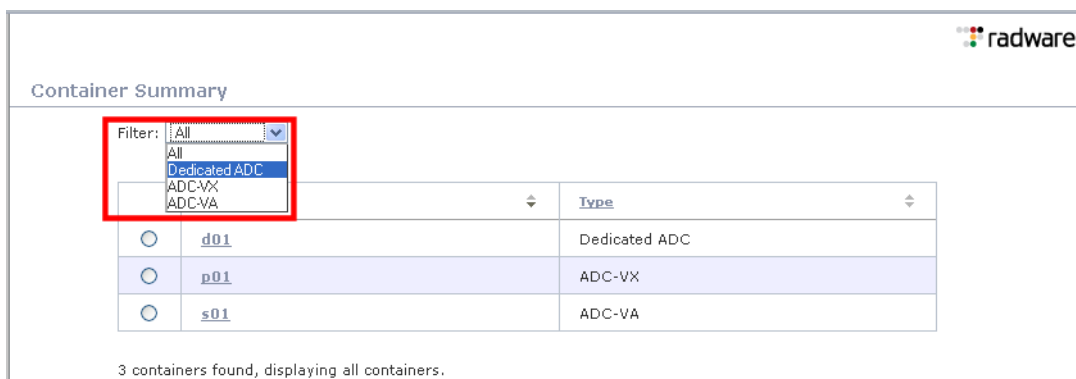 radware
Container Summary
Filter: All
All
Dedicated ADC
ADC-VX
ADC-VA
Type
d01 Dedicated ADC
p01 ADC-VX
s01 ADC-VA
3 containers found, displaying all containers.